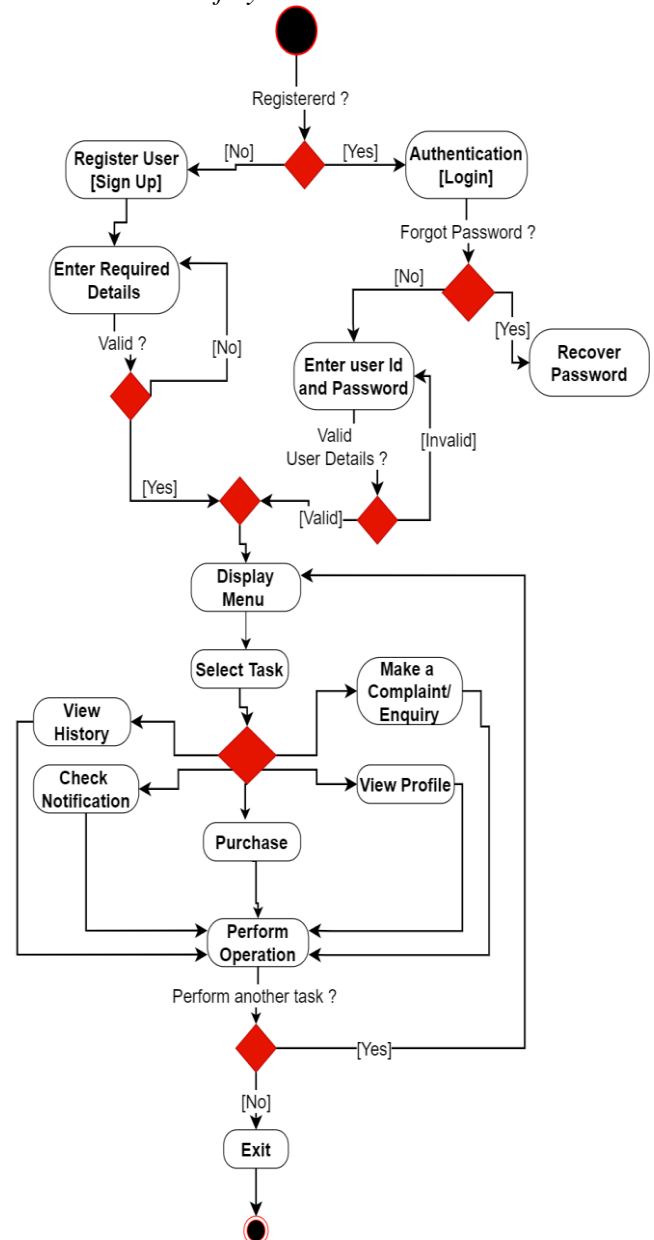 Registererd ?
[No]
[Yes]
Register User
[Sign Up]
Authentication
[Login]
Forgot Password ?
Enter Required
Details
[No]
[Yes]
Valid ?
[No]
Enter user Id
and Password
Recover
Password
Valid
User Details ?
[Invalid]
[Yes]
[Valid]
Display
Menu
Select Task
Make a
Complaint/
Enquiry
View
History
Check
Notification
View Profile
Purchase
Perform
Operation
Perform another task ?
[Yes]
[No]
Exit